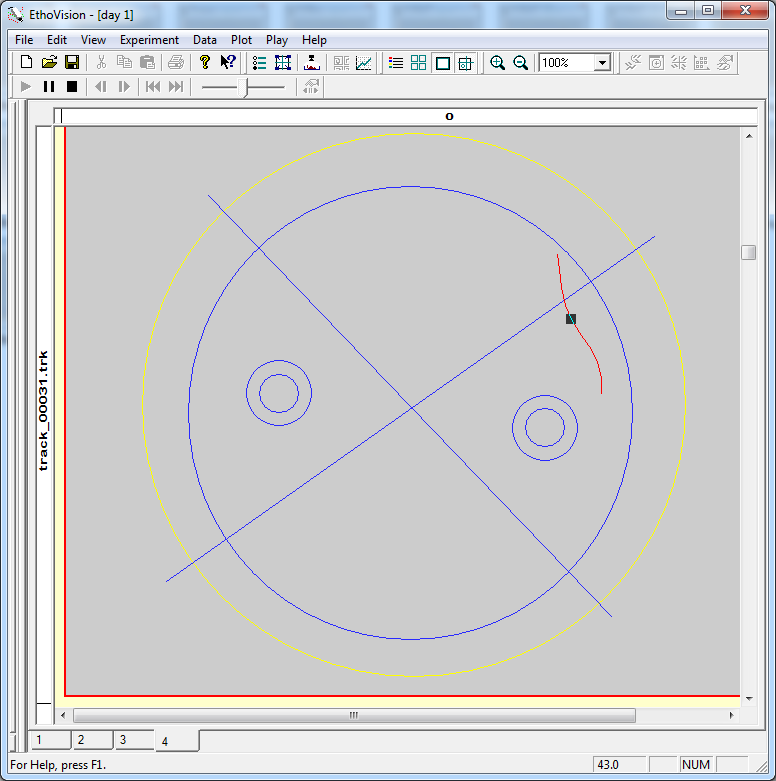 EthoVision - [day 1]
File Edit View Experiment Data Plot Play Help
100%
o
track_00031.trk
1 2 3 4
For Help, press F1. 43.0 NUM